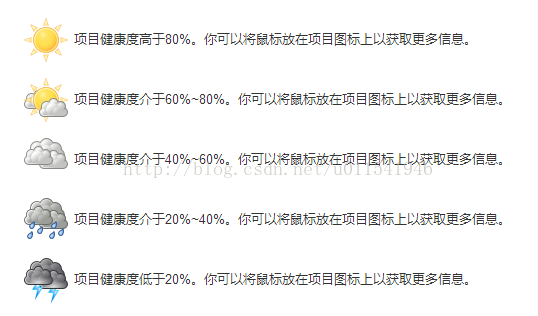 项目健康度高于80%。你可以将鼠标放在项目图标上以获取更多信息。
项目健康度介于60%~80%。你可以将鼠标放在项目图标上以获取更多信息。
项目健康度介于40%~60%。你可以将鼠标放在项目图标上以获取更多信息。
http://blog.csdn.net/u011541946
项目健康度介于20%~40%。你可以将鼠标放在项目图标上以获取更多信息。
项目健康度低于20%。你可以将鼠标放在项目图标上以获取更多信息。